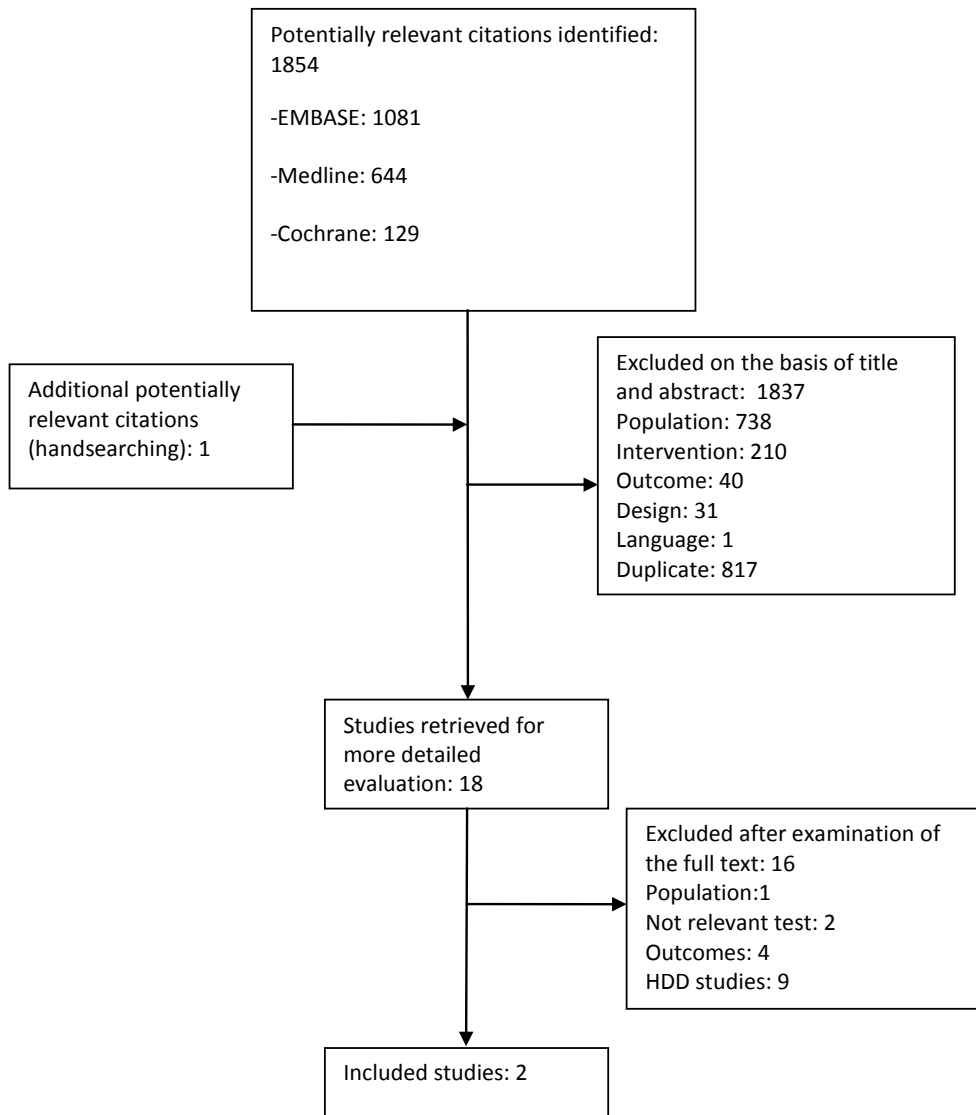 Potentially relevant citations identified:
1854
-EMBASE: 1081
-Medline: 644
-Cochrane: 129
Additional potentially
relevant citations
(handsearching): 1
Excluded on the basis of title
and abstract:  1837
Population: 738
Intervention: 210
Outcome: 40
Design: 31
Language: 1
Duplicate: 817
Studies retrieved for
more detailed
evaluation: 18
Excluded after examination of
the full text: 16
Population:1
Not relevant test: 2
Outcomes: 4
HDD studies: 9
Included studies: 2